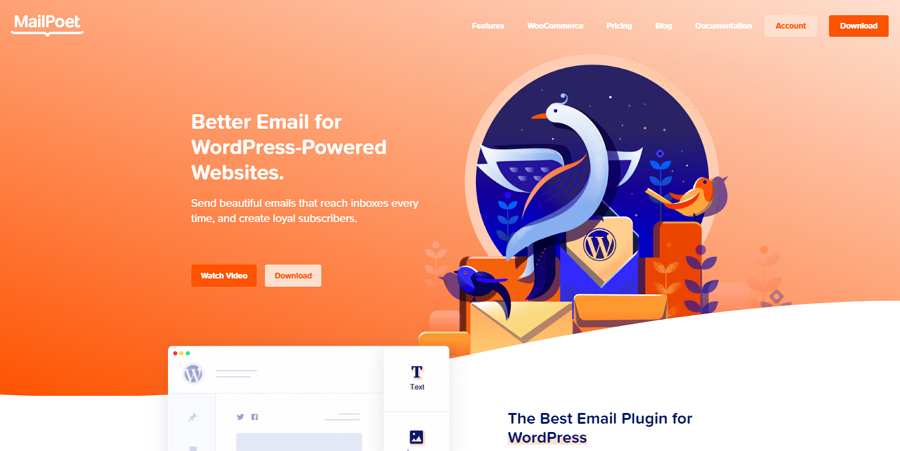 MailPoet
Features WooCommerce Pricing Blog Documentation Account Download
Better Email for
WordPress-Powered
Websites.
Send beautiful emails that reach inboxes every
time, and create loyal subscribers.
Watch Video Download
Text
The Best Email Plugin for
WordPress